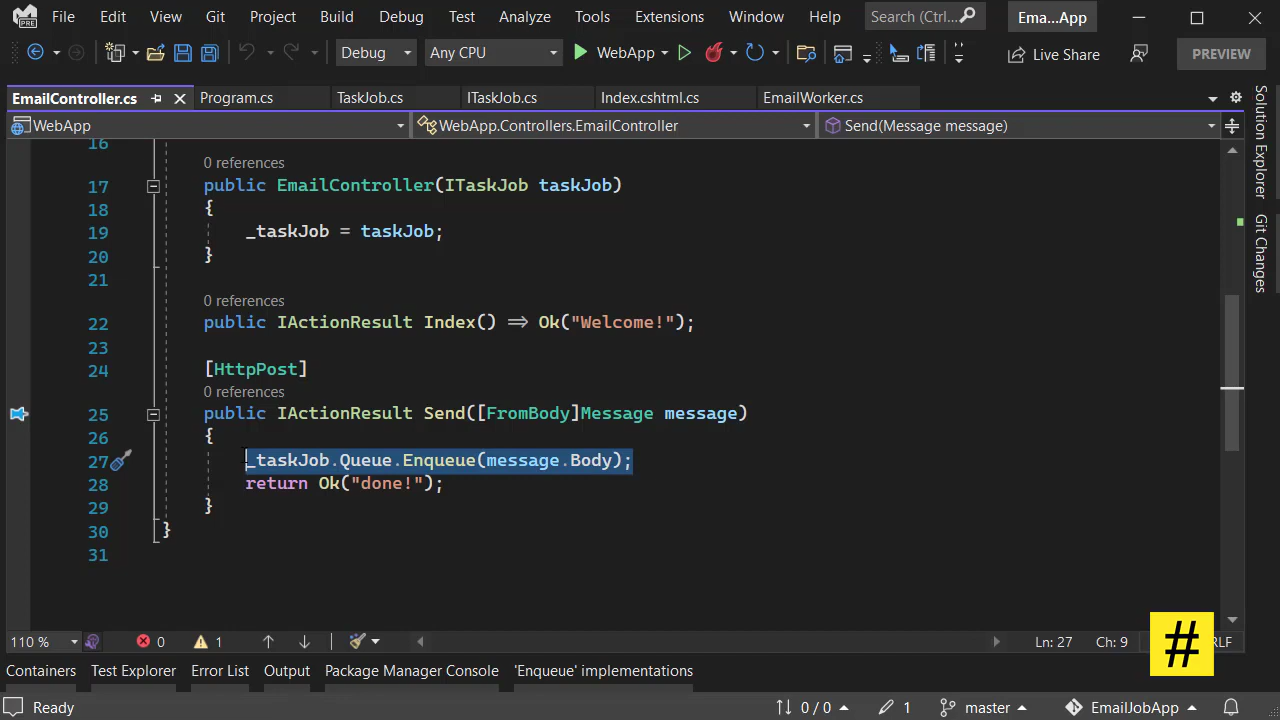 File Edit View Git Project Build Debug Test Analyze Tools Extensions Window Help Search (Ctrl... Ema...App
PRE
Debug Any CPU WebApp Live Share PREVIEW
EmailController.cs Program.cs TaskJob.cs ITaskJob.cs Index.cshtml.cs EmailWorker.cs
WebApp WebApp.Controllers.EmailController Send(Message message)
16
0 references
17 public EmailController(ITaskJob taskJob)
18 {
19 _taskJob = taskJob;
20 }
21
0 references
22 public IActionResult Index() => Ok("Welcome!");
23
24 [HttpPost]
0 references
25 public IActionResult Send([FromBody]Message message)
26 {
27 _taskJob.Queue.Enqueue(message.Body);
28 return Ok("done!");
29 }
30 }
31
Solution Explorer
Git Changes
110 % 0 1 Ln: 27 Ch: 9 RLF
#
Containers Test Explorer Error List Output Package Manager Console 'Enqueue' implementations
Ready 0 / 0 1 master EmailJobApp